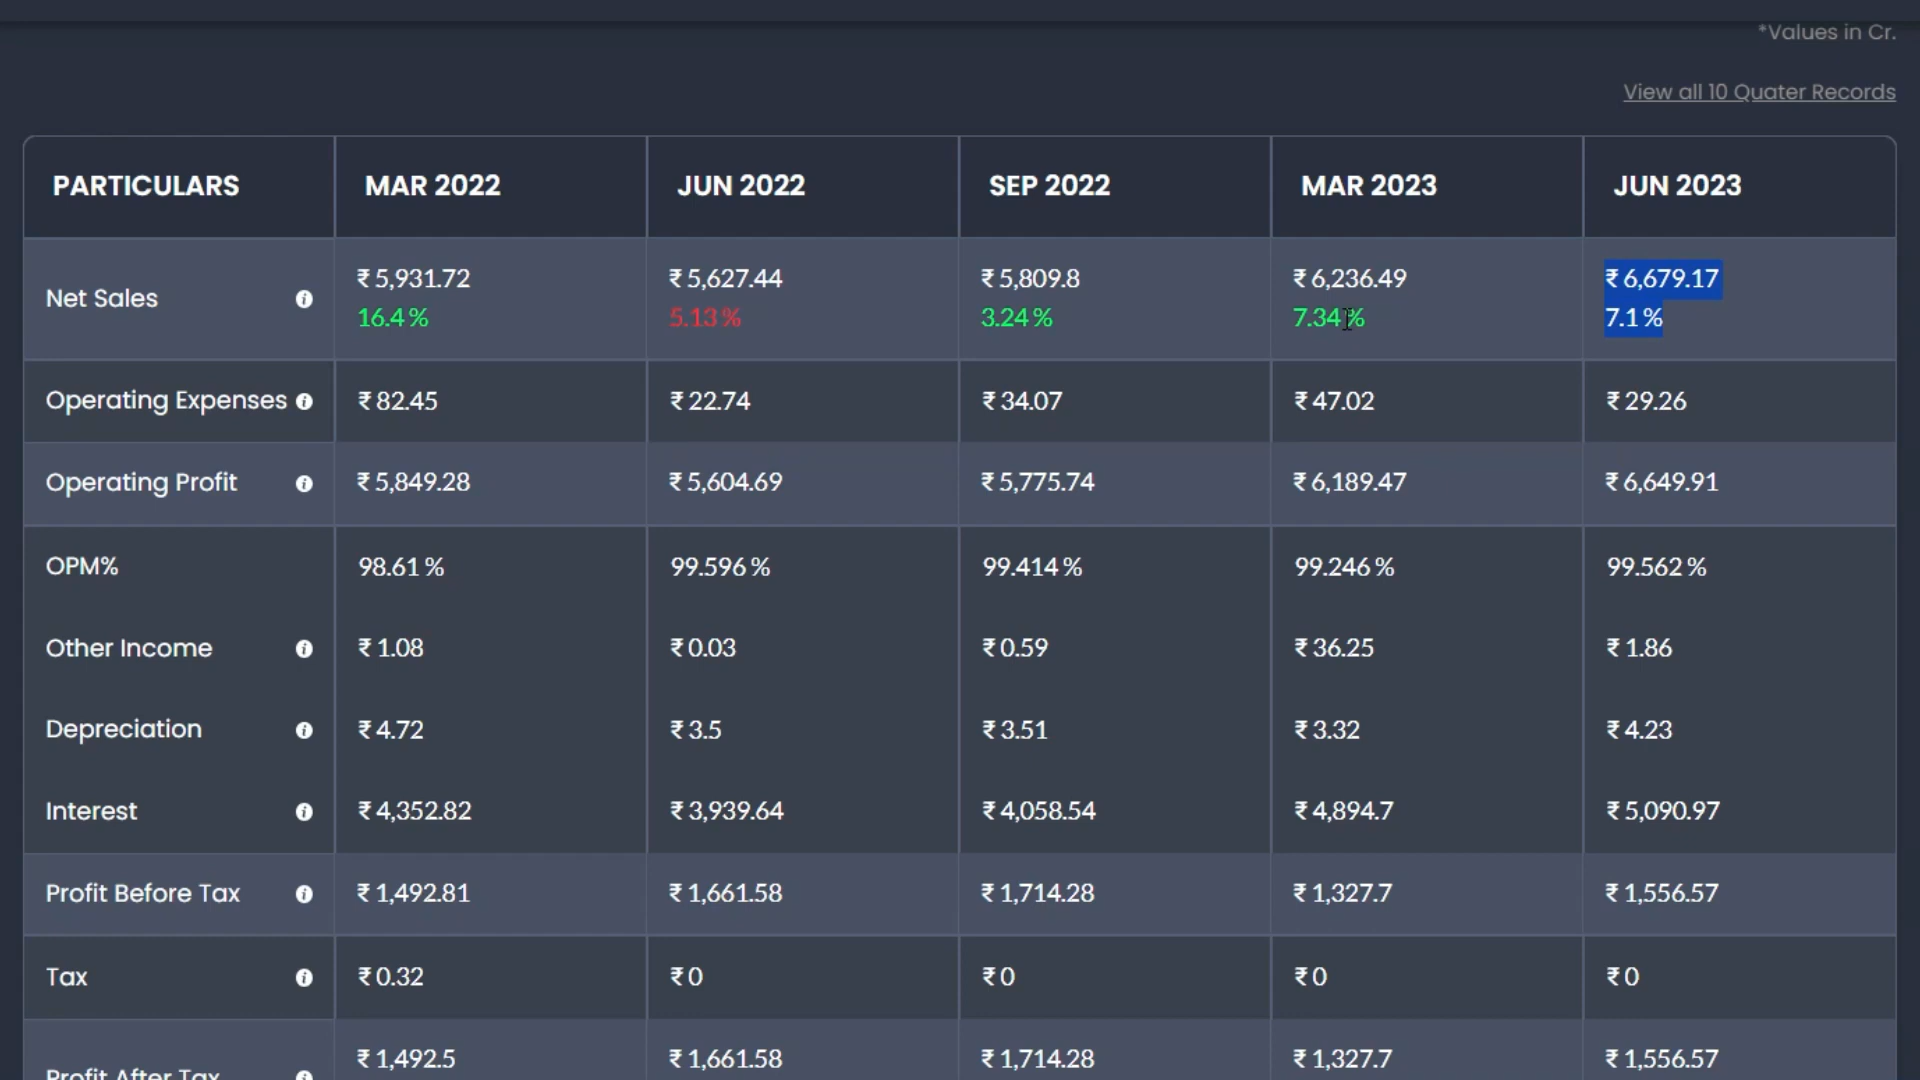 *Values in Cr.
View all 10 Quater Records
PARTICULARS MAR 2022 JUN 2022 SEP 2022 MAR 2023 JUN 2023
Net Sales ₹ 5,931.72 ₹ 5,627.44 ₹ 5,809.8 ₹ 6,236.49 ₹ 6,679.17
16.4 % 5.13 % 3.24 % 7.34 % 7.1 %
Operating Expenses ₹ 82.45 ₹ 22.74 ₹ 34.07 ₹ 47.02 ₹ 29.26
Operating Profit ₹ 5,849.28 ₹ 5,604.69 ₹ 5,775.74 ₹ 6,189.47 ₹ 6,649.91
OPM% 98.61 % 99.596 % 99.414 % 99.246 % 99.562 %
Other Income ₹ 1.08 ₹ 0.03 ₹ 0.59 ₹ 36.25 ₹ 1.86
Depreciation ₹ 4.72 ₹ 3.5 ₹ 3.51 ₹ 3.32 ₹ 4.23
Interest ₹ 4,352.82 ₹ 3,939.64 ₹ 4,058.54 ₹ 4,894.7 ₹ 5,090.97
Profit Before Tax ₹ 1,492.81 ₹ 1,661.58 ₹ 1,714.28 ₹ 1,327.7 ₹ 1,556.57
Tax ₹ 0.32 ₹ 0 ₹ 0 ₹ 0 ₹ 0
₹ 1,492.5 ₹ 1,661.58 ₹ 1,714.28 ₹ 1,327.7 ₹ 1,556.57
Profit After Tax